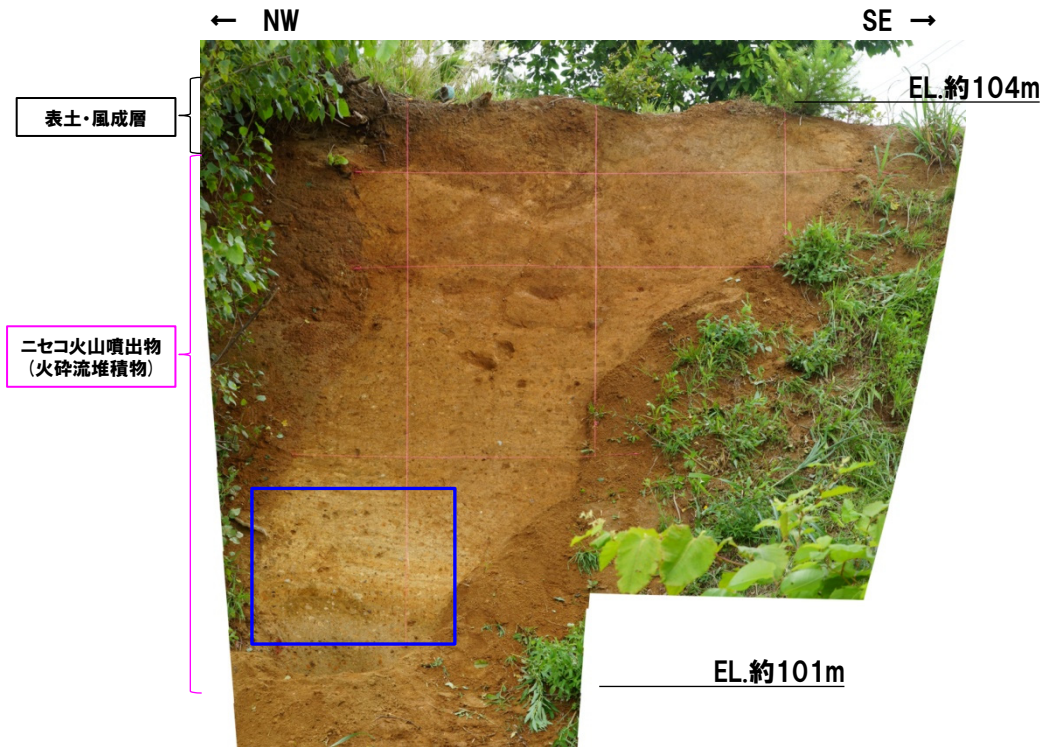 ← NW
SE →
EL.約104m
表土・風成層
ニセコ火山噴出物
(火砕流堆積物)
EL.約101m